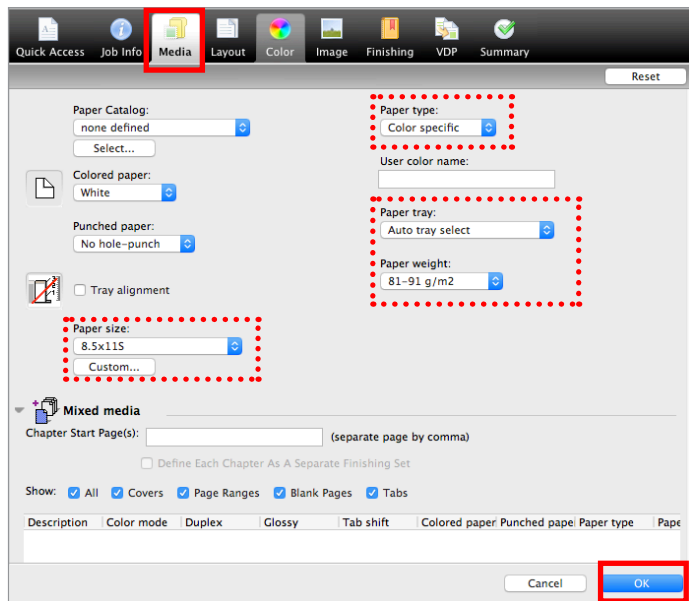 Quick Access Job Info Media Layout Color Image Finishing VDP Summary
Reset
Paper Catalog:
none defined
Select...
Colored paper:
White
Punched paper:
No hole-punch
Tray alignment
Paper size:
8.5x11S
Custom...
Paper type:
Color specific
User color name:
Paper tray:
Auto tray select
Paper weight:
81-91 g/m2
Mixed media
Chapter Start Page(s): (separate page by comma)
Define Each Chapter As A Separate Finishing Set
Show: All Covers Page Ranges Blank Pages Tabs
Description Color mode Duplex Glossy Tab shift Colored paper Punched pape Paper type Pape
Cancel OK